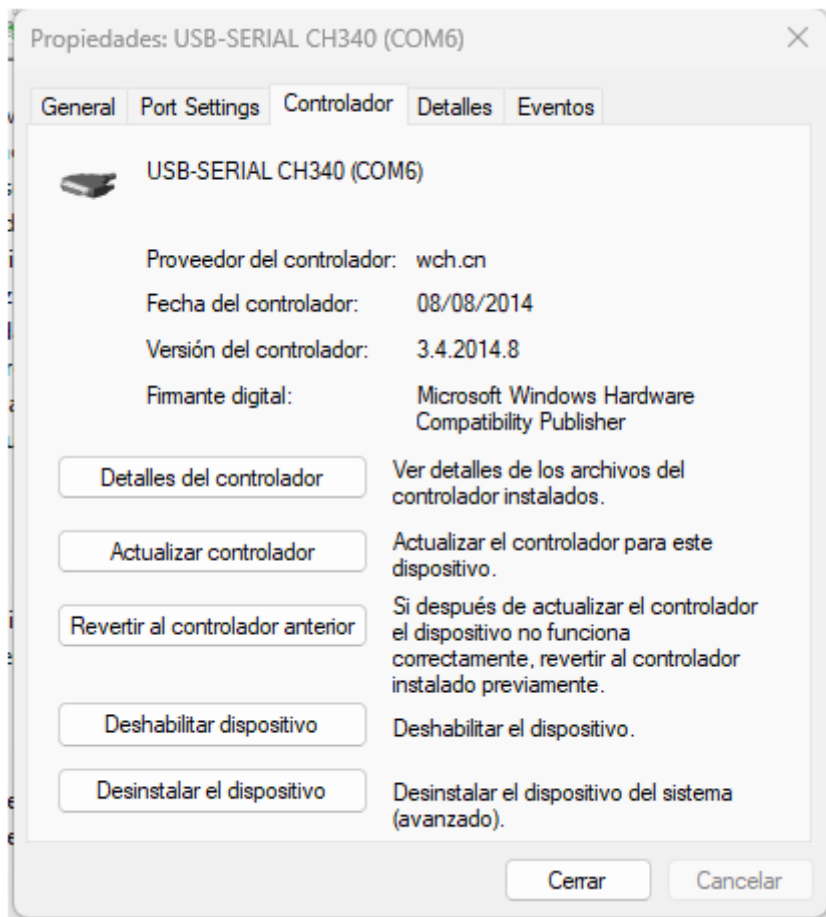 Propiedades: USB-SERIAL CH340 (COM6)
General
Port Settings
Controlador
Detalles
Eventos
USB-SERIAL CH340 (COM6)
Proveedor del controlador: wch.cn
Fecha del controlador: 08/08/2014
Versión del controlador: 3.4.2014.8
Firmante digital: Microsoft Windows Hardware
Compatibility Publisher
Detalles del controlador
Ver detalles de los archivos del
controlador instalados.
Actualizar controlador
Actualizar el controlador para este
dispositivo.
Revertir al controlador anterior
Si después de actualizar el controlador
el dispositivo no funciona
correctamente, revertir al controlador
instalado previamente.
Deshabilitar dispositivo
Deshabilitar el dispositivo.
Desinstalar el dispositivo
Desinstalar el dispositivo del sistema
(avanzado).
Cerrar
Cancelar